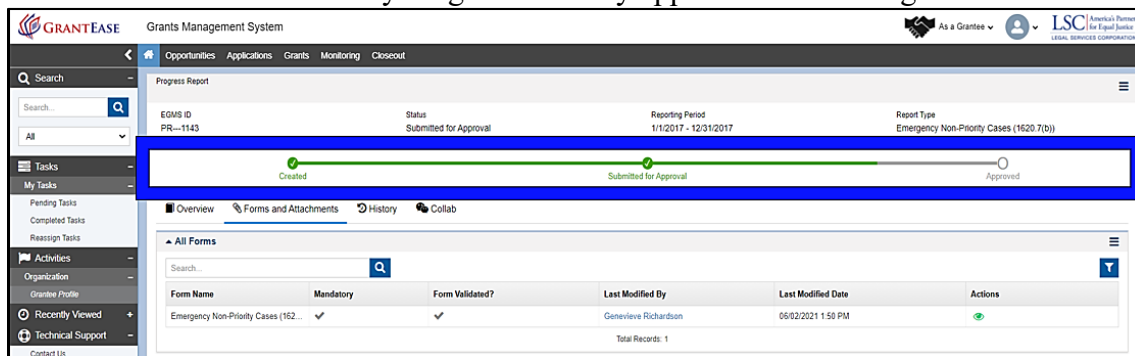 GRANTEASE Grants Management System As a Grantee LSC America's Partner for Equal Justice LEGAL SERVICES CORPORATION
Opportunities Applications Grants Monitoring Closeout
Search
Search...
All
Tasks
My Tasks
Pending Tasks
Completed Tasks
Reassign Tasks
Activities
Organization
Grantee Profile
Recently Viewed
Technical Support
Contact Us
Progress Report
EGMS ID Status Reporting Period Report Type
PR---1143 Submitted for Approval 1/1/2017 - 12/31/2017 Emergency Non-Priority Cases (1620.7(b))
Created Submitted for Approval Approved
Overview Forms and Attachments History Collab
All Forms
Search...
Form Name Mandatory Form Validated? Last Modified By Last Modified Date Actions
Emergency Non-Priority Cases (162... Genevieve Richardson 06/02/2021 1:50 PM
Total Records: 1